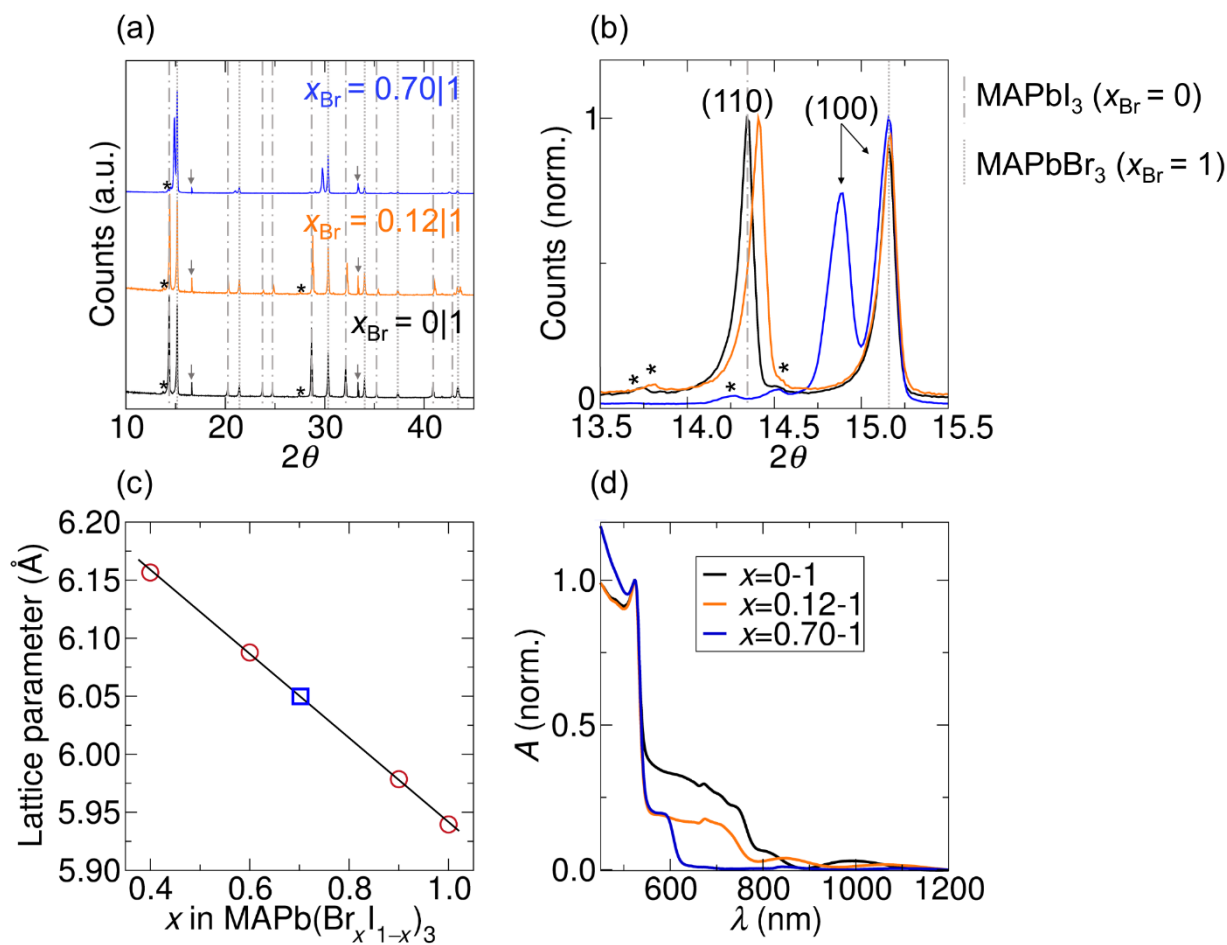 (a)
x_Br = 0.70|1
*
x_Br = 0.12|1
* *
x_Br = 0|1
* *
Counts (a.u.)
10 20 30 40
2θ
(b)
(110) (100)
* * * *
Counts (norm.)
1
0
13.5 14.0 14.5 15.0 15.5
2θ
MAPbI₃ (x_Br = 0)
MAPbBr₃ (x_Br = 1)
(c)
Lattice parameter (Å)
6.20
6.15
6.10
6.05
6.00
5.95
5.90
0.4 0.6 0.8 1.0
x in MAPb(BrₓI₁₋ₓ)₃
(d)
A (norm.)
1.0
0.5
0.0
x=0-1
x=0.12-1
x=0.70-1
600 800 1000 1200
λ (nm)